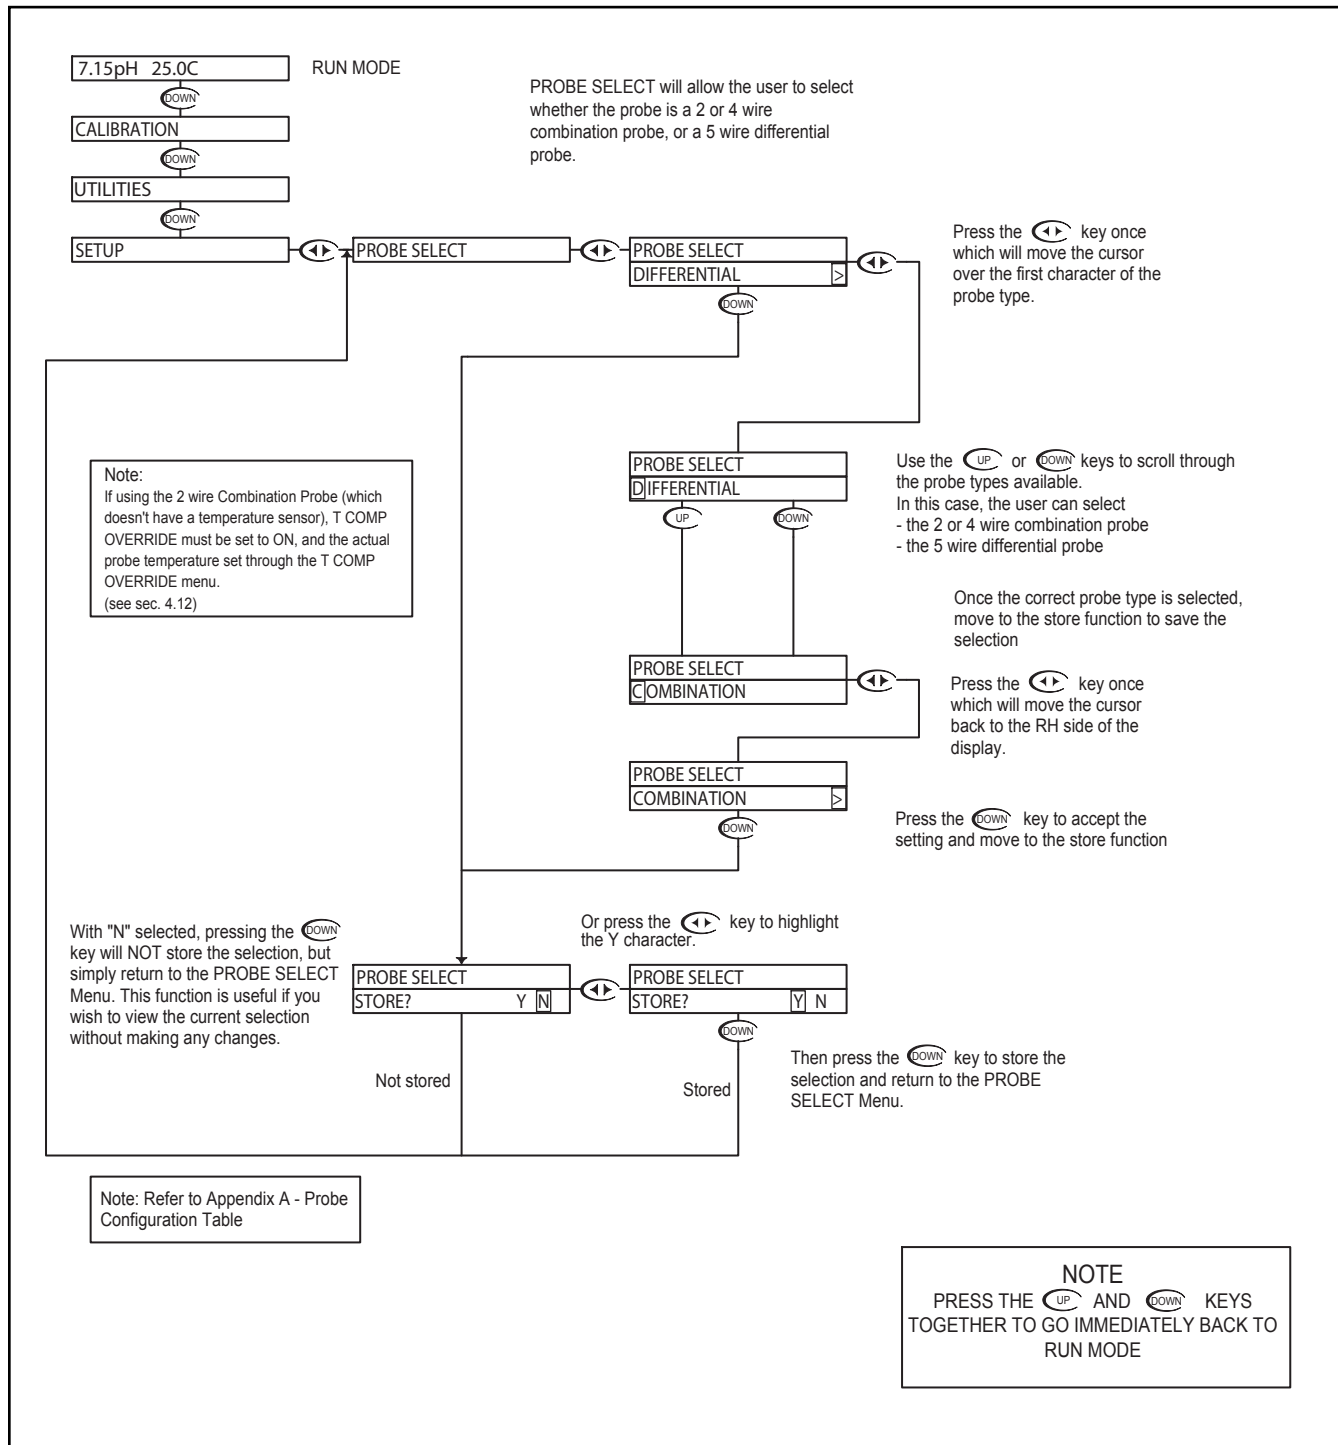 7.15pH 25.0C
RUN MODE
DOWN
CALIBRATION
DOWN
UTILITIES
DOWN
SETUP
PROBE SELECT will allow the user to select
whether the probe is a 2 or 4 wire
combination probe, or a 5 wire differential
probe.
PROBE SELECT
PROBE SELECT
DIFFERENTIAL >
DOWN
Press the key once
which will move the cursor
over the first character of the
probe type.
Note:
If using the 2 wire Combination Probe (which
doesn't have a temperature sensor), T COMP
OVERRIDE must be set to ON, and the actual
probe temperature set through the T COMP
OVERRIDE menu.
(see sec. 4.12)
PROBE SELECT
DIFFERENTIAL
UP DOWN
Use the UP or DOWN keys to scroll through
the probe types available.
In this case, the user can select
- the 2 or 4 wire combination probe
- the 5 wire differential probe
Once the correct probe type is selected,
move to the store function to save the
selection
PROBE SELECT
COMBINATION
Press the key once
which will move the cursor
back to the RH side of the
display.
PROBE SELECT
COMBINATION >
DOWN
Press the DOWN key to accept the
setting and move to the store function
With "N" selected, pressing the DOWN
key will NOT store the selection, but
simply return to the PROBE SELECT
Menu. This function is useful if you
wish to view the current selection
without making any changes.
Or press the key to highlight
the Y character.
PROBE SELECT
STORE? Y N
PROBE SELECT
STORE? Y N
DOWN
Not stored
Stored
Then press the DOWN key to store the
selection and return to the PROBE
SELECT Menu.
Note: Refer to Appendix A - Probe
Configuration Table
NOTE
PRESS THE UP AND DOWN KEYS
TOGETHER TO GO IMMEDIATELY BACK TO
RUN MODE